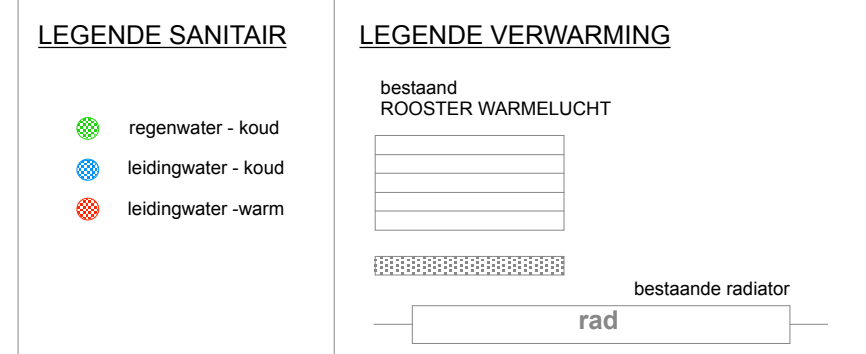 LEGENDE SANITAIR
regenwater - koud
leidingwater - koud
leidingwater -warm
LEGENDE VERWARMING
bestaand
ROOSTER WARMELUCHT
bestaande radiator
rad